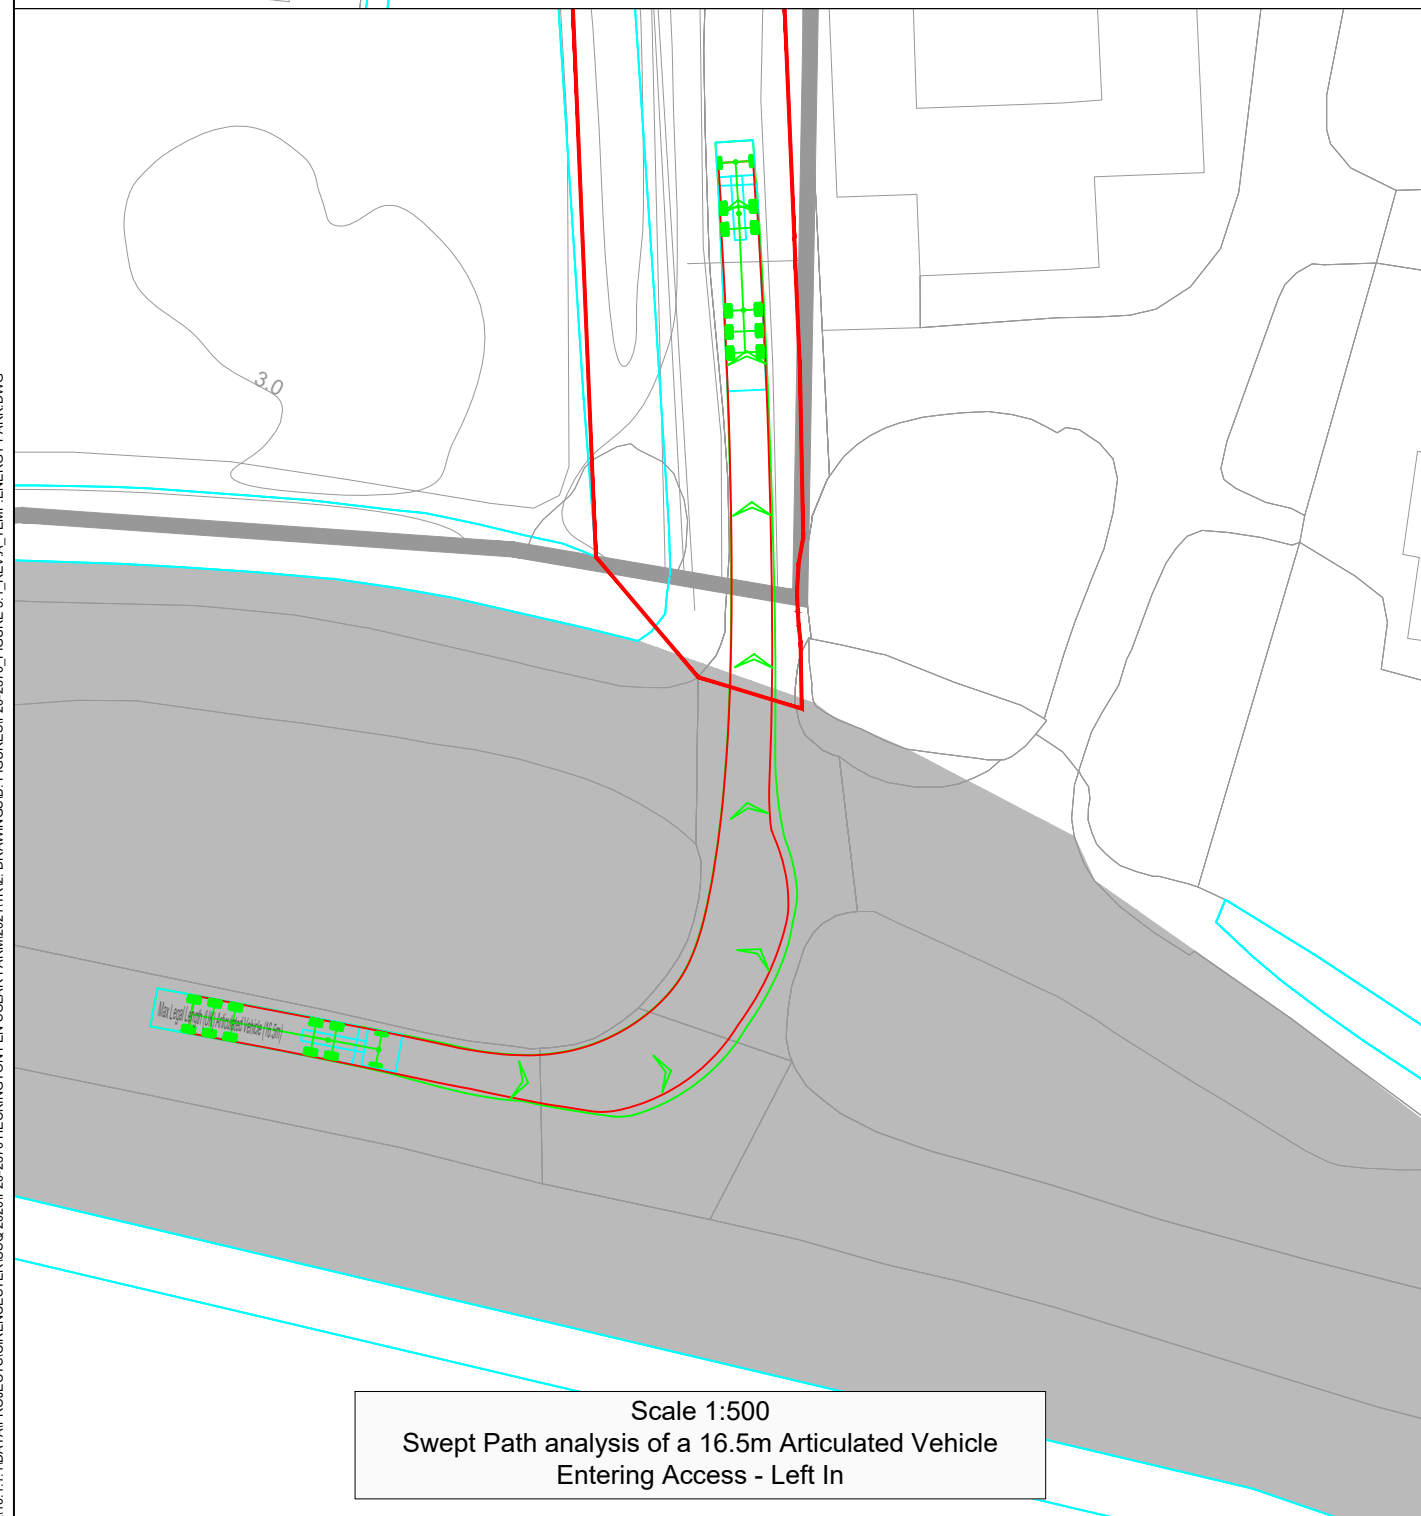 3.0
Max Legal Length (UK) Articulated Vehicle (16.5m)
Scale 1:500
Swept Path analysis of a 16.5m Articulated Vehicle
Entering Access - Left In